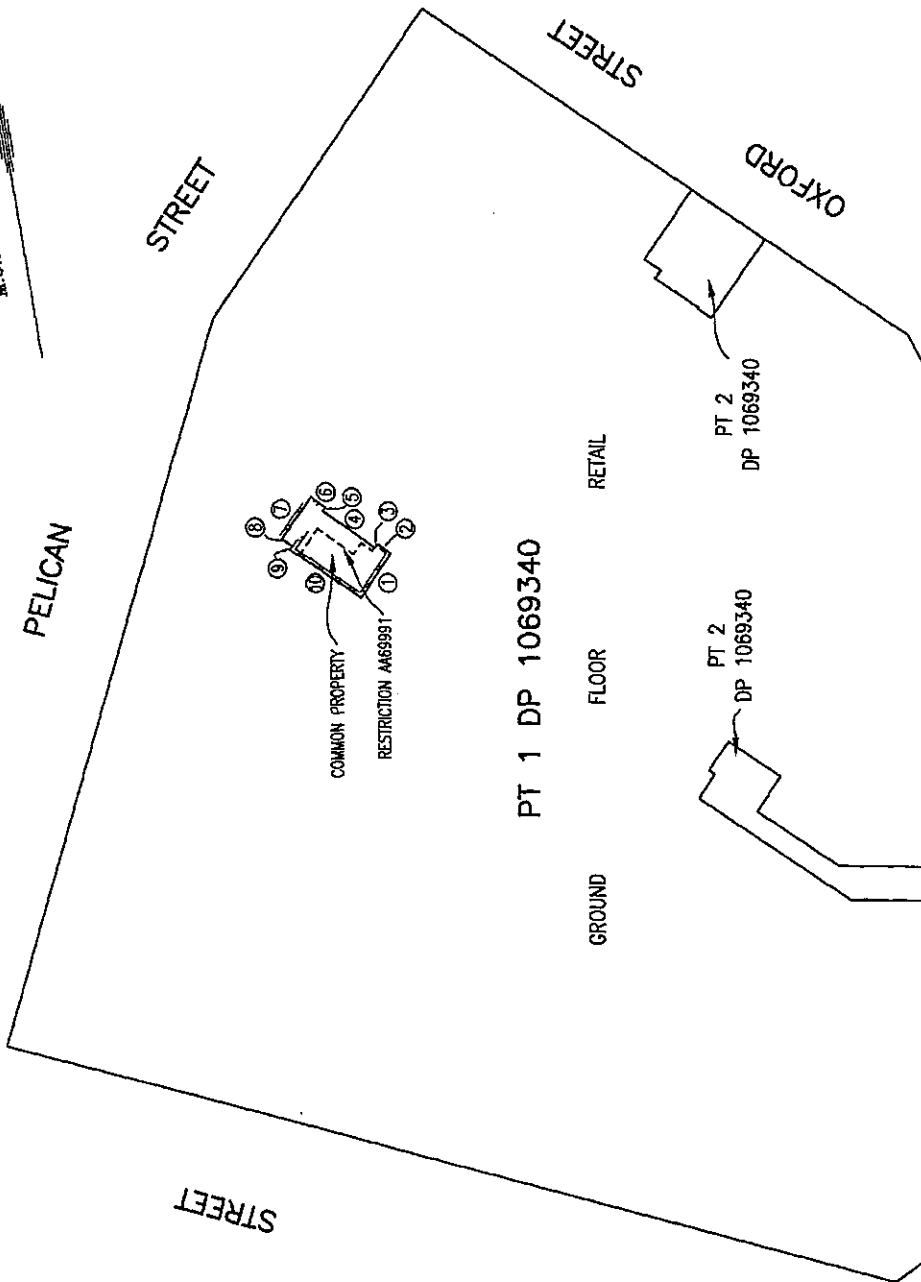 PELICAN
STREET
STREET
OXFORD
STREET
⑧
⑦
⑥
⑤
④
③
②
①
⑨
⑩
COMMON PROPERTY
RESTRICTION AA69991
PT 1 DP 1069340
GROUND
FLOOR
RETAIL
PT 2
DP 1069340
PT 2
DP 1069340